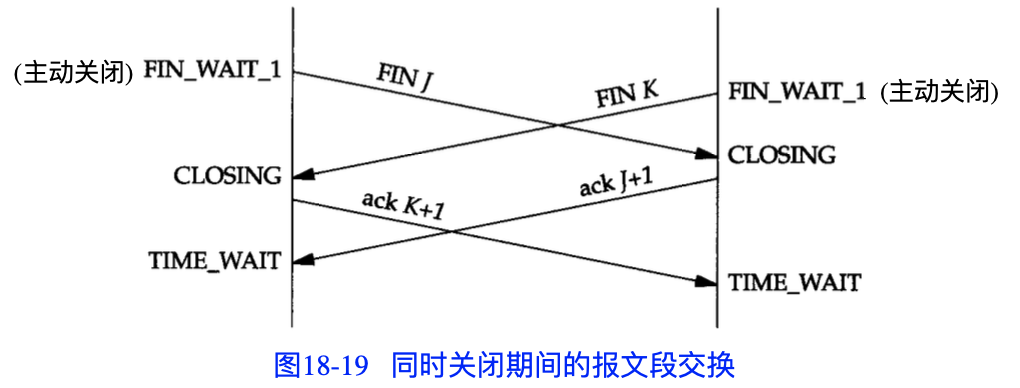 (主动关闭) FIN_WAIT_1
FIN J
FIN K
FIN_WAIT_1 (主动关闭)
CLOSING
CLOSING
ack K+1
ack J+1
TIME_WAIT
TIME_WAIT
图18-19 同时关闭期间的报文段交换